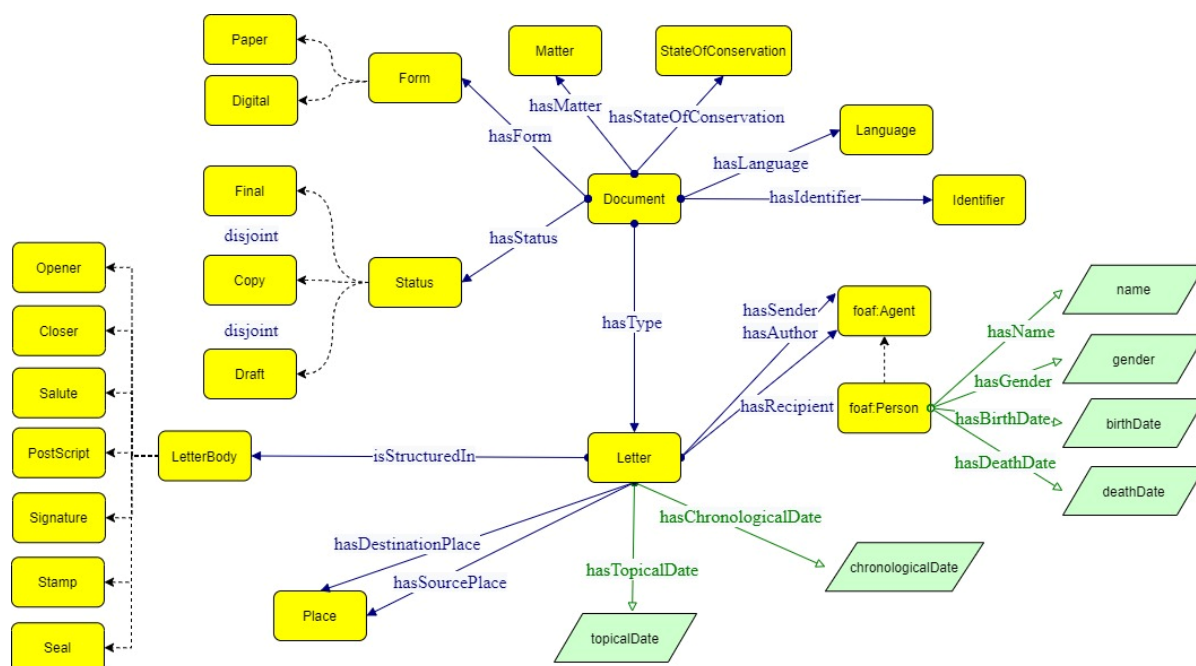 Paper
Digital
Form
Matter
StateOfConservation
hasMatter
hasStateOfConservation
hasForm
Language
hasLanguage
Document
hasIdentifier
Identifier
Final
disjoint
Copy
disjoint
Draft
Status
hasStatus
hasType
Opener
Closer
Salute
PostScript
Signature
Stamp
Seal
LetterBody
isStructuredIn
Letter
hasSender
hasAuthor
hasRecipient
foaf:Agent
foaf:Person
hasName
hasGender
hasBirthDate
hasDeathDate
name
gender
birthDate
deathDate
hasDestinationPlace
hasSourcePlace
Place
hasTopicalDate
topicalDate
hasChronologicalDate
chronologicalDate